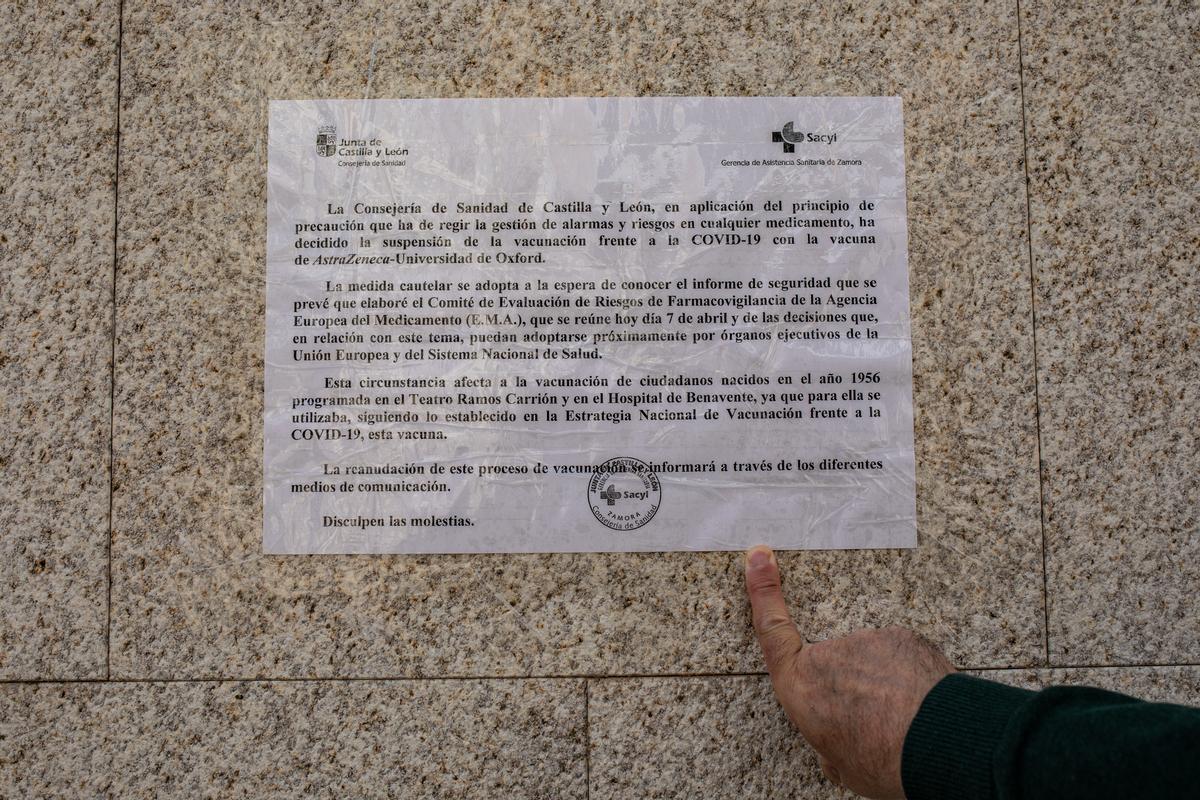 Junta de
Castilla y León
Consejería de Sanidad
Sacyl
Gerencia de Asistencia Sanitaria de Zamora
La Consejería de Sanidad de Castilla y León, en aplicación del principio de
precaución que ha de regir la gestión de alarmas y riesgos en cualquier medicamento, ha
decidido la suspensión de la vacunación frente a la COVID-19 con la vacuna
de AstraZeneca-Universidad de Oxford.
La medida cautelar se adopta a la espera de conocer el informe de seguridad que se
prevé que elaboré el Comité de Evaluación de Riesgos de Farmacovigilancia de la Agencia
Europea del Medicamento (E.M.A.), que se reúne hoy día 7 de abril y de las decisiones que,
en relación con este tema, puedan adoptarse próximamente por órganos ejecutivos de la
Unión Europea y del Sistema Nacional de Salud.
Esta circunstancia afecta a la vacunación de ciudadanos nacidos en el año 1956
programada en el Teatro Ramos Carrión y en el Hospital de Benavente, ya que para ella se
utilizaba, siguiendo lo establecido en la Estrategia Nacional de Vacunación frente a la
COVID-19, esta vacuna.
La reanudación de este proceso de vacunación se informará a través de los diferentes
medios de comunicación.
JUNTA DE CASTILLA Y LEÓN
Sacyl
ZAMORA
Consejería de Sanidad
Disculpen las molestias.